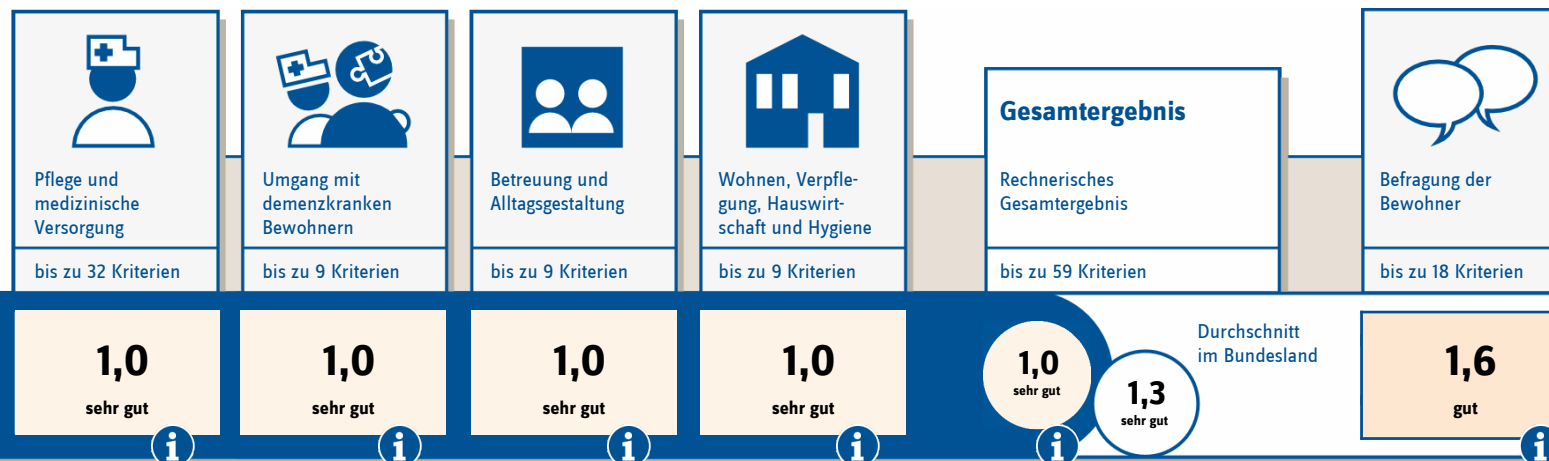 Pflege und
medizinische
Versorgung
bis zu 32 Kriterien
1,0
sehr gut
i
Umgang mit
demenzkranken
Bewohnern
bis zu 9 Kriterien
1,0
sehr gut
i
Betreuung und
Alltagsgestaltung
bis zu 9 Kriterien
1,0
sehr gut
i
Wohnen, Verpfle-
gung, Hauswirt-
schaft und Hygiene
bis zu 9 Kriterien
1,0
sehr gut
i
Gesamtergebnis
Rechnerisches
Gesamtergebnis
bis zu 59 Kriterien
1,0
sehr gut
i
1,3
sehr gut
Durchschnitt
im Bundesland
Befragung der
Bewohner
bis zu 18 Kriterien
1,6
gut
i